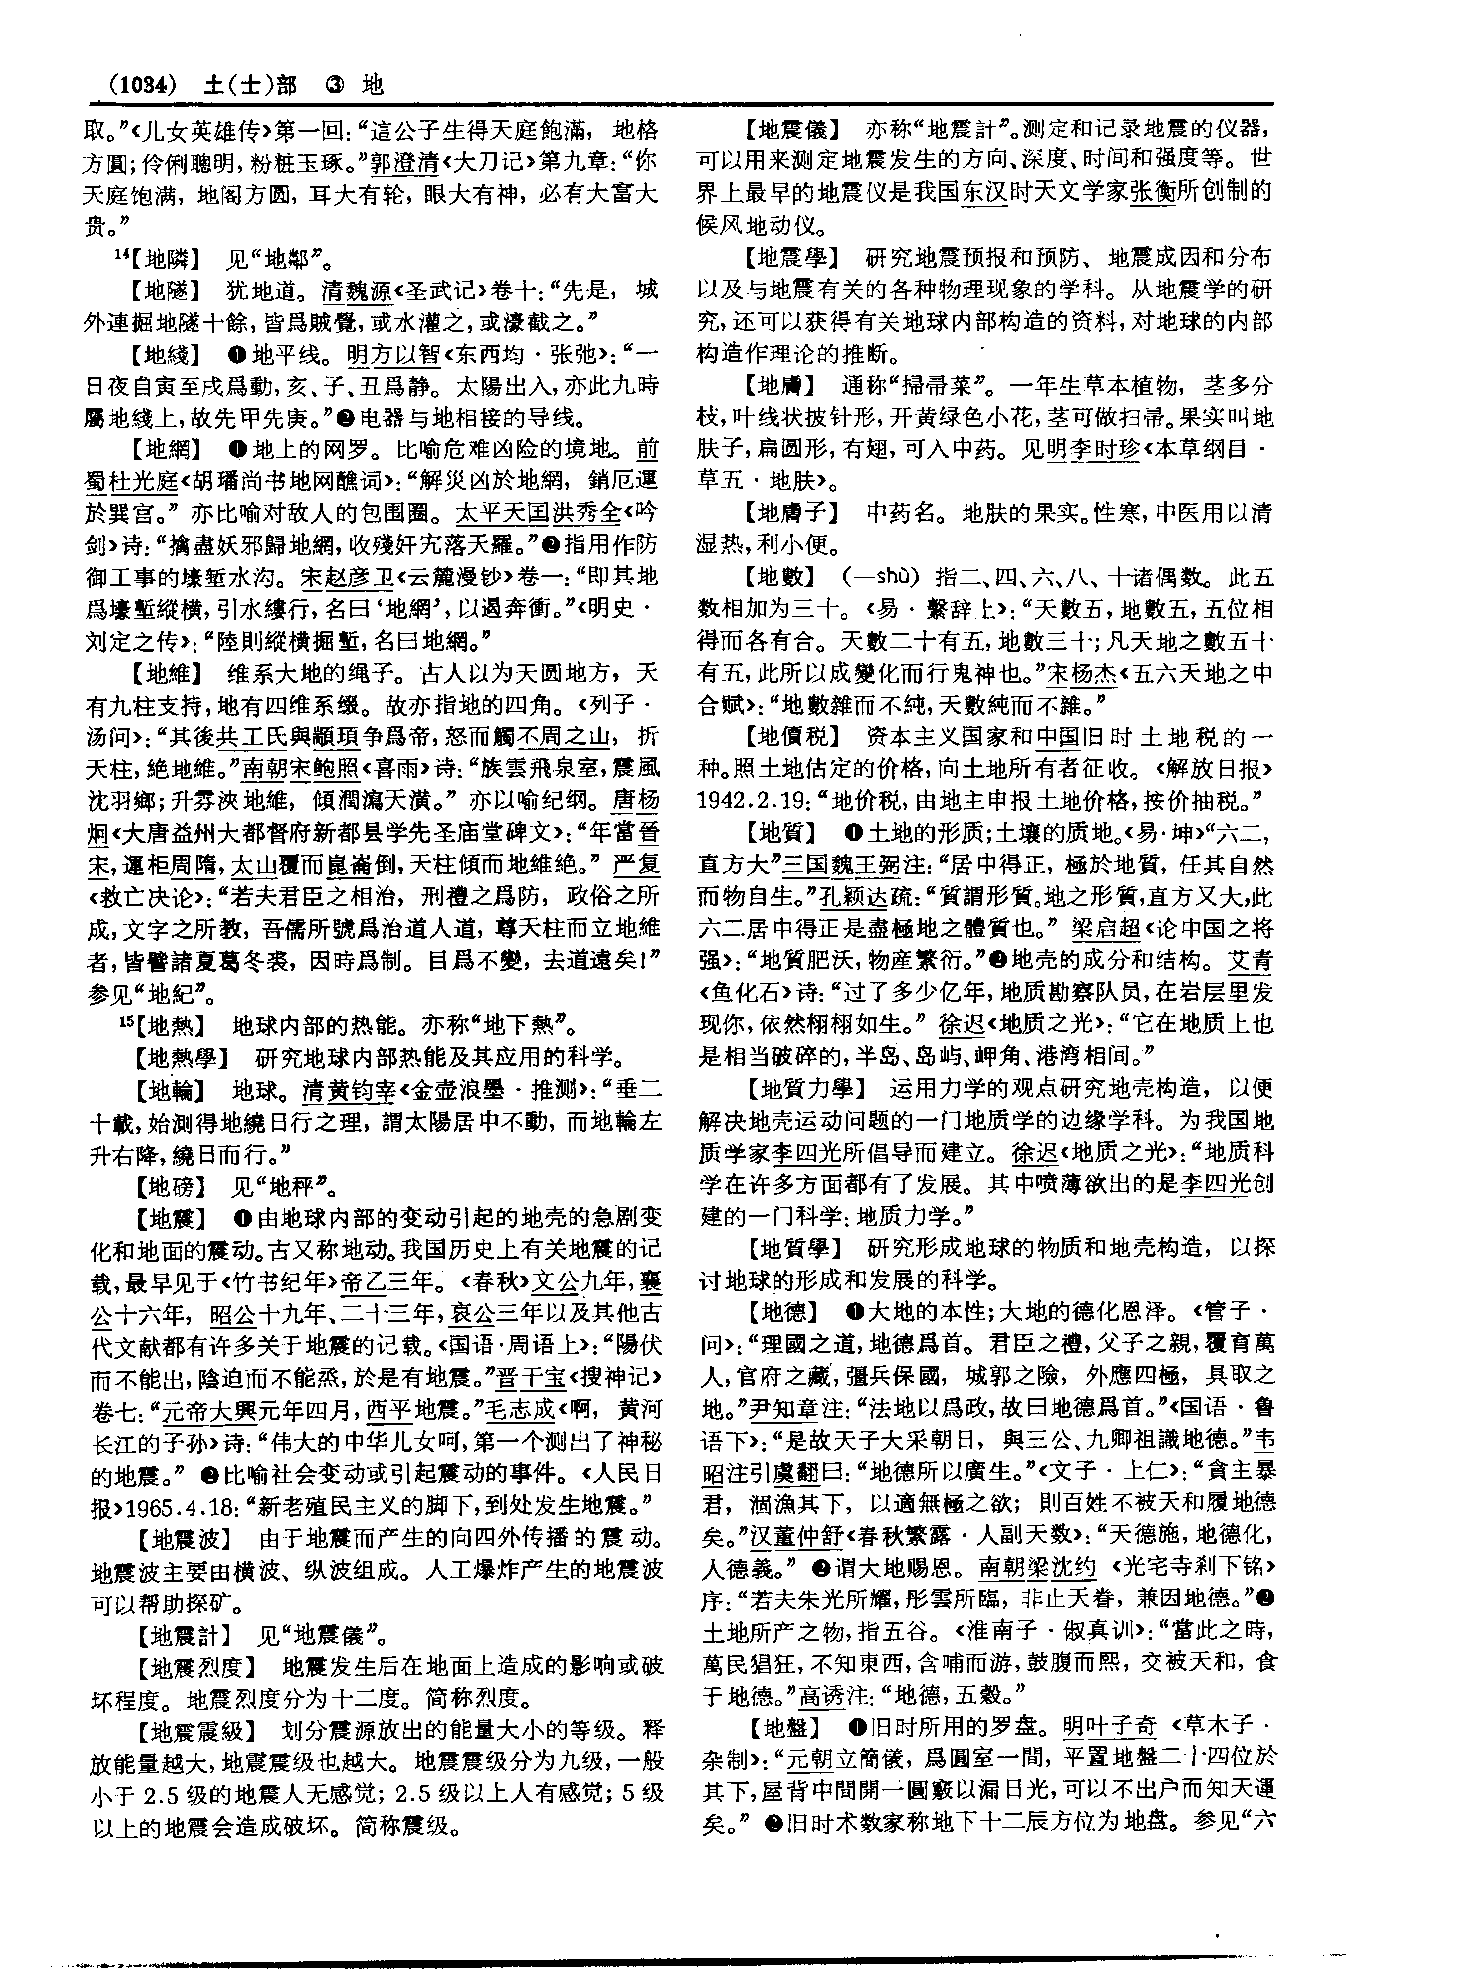 (1034) 土(士)部 ③ 地
取。”《儿女英雄传》第一回：“這公子生得天庭飽滿，地格
方圓；伶俐聰明，粉粧玉琢。”郭澄清《大刀记》第九章：“你
天庭饱满，地阁方圆，耳大有轮，眼大有神，必有大富大
贵。”
14【地隣】 见“地鄰”。
【地隧】 犹地道。清魏源《圣武记》卷十：“先是，城
外連掘地隧十餘，皆爲賊覺，或水灌之，或濠截之。”
【地綫】 ❶地平线。明方以智《东西均·张弛》：“一
日夜自寅至戌爲動，亥、子、丑爲静。太陽出入，亦此九時
屬地綫上，故先甲先庚。”❷电器与地相接的导线。
【地網】 ❶地上的网罗。比喻危难凶险的境地。前
蜀杜光庭《胡璠尚书地网醮词》：“解災凶於地網，銷厄運
於巽宫。”亦比喻对敌人的包围圈。太平天囯洪秀全《吟
剑》诗：“擒盡妖邪歸地網，收殘奸宄落天羅。”❷指用作防
御工事的壕堑水沟。宋赵彦卫《云麓漫钞》卷一：“即其地
爲壕塹縱横，引水縷行，名曰‘地網’，以遏奔衝。”《明史·
刘定之传》：“陸則縱横掘塹，名曰地網。”
【地維】 维系大地的绳子。古人以为天圆地方，天
有九柱支持，地有四维系缀。故亦指地的四角。《列子·
汤问》：“其後共工氏與顓頊争爲帝，怒而觸不周之山，折
天柱，絶地維。”南朝宋鲍照《喜雨》诗：“族雲飛泉室，震風
沈羽鄉；升雰浹地維，傾潤瀉天潢。”亦以喻纪纲。唐杨
炯《大唐益州大都督府新都县学先圣庙堂碑文》：“年當晉
宋，運柜周隋，太山覆而崑崙倒，天柱傾而地維絶。”严复
《救亡决论》：“若夫君臣之相治，刑禮之爲防，政俗之所
成，文字之所教，吾儒所號爲治道人道，尊天柱而立地維
者，皆譬諸夏葛冬裘，因時爲制。目爲不變，去道遠矣！”
参见“地紀”。
15【地熱】 地球内部的热能。亦称“地下熱”。
【地熱學】 研究地球内部热能及其应用的科学。
【地輪】 地球。清黄钧宰《金壶浪墨·推测》：“垂二
十載，始測得地繞日行之理，謂太陽居中不動，而地輪左
升右降，繞日而行。”
【地磅】 见“地秤”。
【地震】 ❶由地球内部的变动引起的地壳的急剧变
化和地面的震动。古又称地动。我国历史上有关地震的记
载，最早见于《竹书纪年》帝乙三年。《春秋》文公九年，襄
公十六年，昭公十九年、二十三年，哀公三年以及其他古
代文献都有许多关于地震的记载。《国语·周语上》：“陽伏
而不能出，陰迫而不能烝，於是有地震。”晋干宝《搜神记》
卷七：“元帝大興元年四月，西平地震。”毛志成《啊，黄河
长江的子孙》诗：“伟大的中华儿女呵，第一个测出了神秘
的地震。”❷比喻社会变动或引起震动的事件。《人民日
报》1965.4.18：“新老殖民主义的脚下，到处发生地震。”
【地震波】 由于地震而产生的向四外传播的震动。
地震波主要由横波、纵波组成。人工爆炸产生的地震波
可以帮助探矿。
【地震計】 见“地震儀”。
【地震烈度】 地震发生后在地面上造成的影响或破
坏程度。地震烈度分为十二度。简称烈度。
【地震震級】 划分震源放出的能量大小的等级。释
放能量越大，地震震级也越大。地震震级分为九级，一般
小于2.5级的地震人无感觉；2.5级以上人有感觉；5级
以上的地震会造成破坏。简称震级。
【地震儀】 亦称“地震計”。测定和记录地震的仪器，
可以用来测定地震发生的方向、深度、时间和强度等。世
界上最早的地震仪是我国东汉时天文学家张衡所创制的
候风地动仪。
【地震學】 研究地震预报和预防、地震成因和分布
以及与地震有关的各种物理现象的学科。从地震学的研
究，还可以获得有关地球内部构造的资料，对地球的内部
构造作理论的推断。
【地膚】 通称“掃帚菜”。一年生草本植物，茎多分
枝，叶线状披针形，开黄绿色小花，茎可做扫帚。果实叫地
肤子，扁圆形，有翅，可入中药。见明李时珍《本草纲目·
草五·地肤》。
【地膚子】 中药名。地肤的果实。性寒，中医用以清
湿热，利小便。
【地數】 （—shù）指二、四、六、八、十诸偶数。此五
数相加为三十。《易·繫辞上》：“天數五，地數五，五位相
得而各有合。天數二十有五，地數三十；凡天地之數五十
有五，此所以成變化而行鬼神也。”宋杨杰《五六天地之中
合赋》：“地數雜而不純，天數純而不雜。”
【地價税】 资本主义国家和中国旧时土地税的一
种。照土地估定的价格，向土地所有者征收。《解放日报》
1942.2.19：“地价税，由地主申报土地价格，按价抽税。”
【地質】 ❶土地的形质；土壤的质地。《易·坤》“六二，
直方大”三国魏王弼注：“居中得正，極於地質，任其自然
而物自生。”孔颖达疏：“質謂形質。地之形質，直方又大，此
六二居中得正是盡極地之體質也。”梁启超《论中国之将
强》：“地質肥沃，物産繁衍。”❷地壳的成分和结构。艾青
《鱼化石》诗：“过了多少亿年，地质勘察队员，在岩层里发
现你，依然栩栩如生。”徐迟《地质之光》：“它在地质上也
是相当破碎的，半岛、岛屿、岬角、港湾相间。”
【地質力學】 运用力学的观点研究地壳构造，以便
解决地壳运动问题的一门地质学的边缘学科。为我国地
质学家李四光所倡导而建立。徐迟《地质之光》：“地质科
学在许多方面都有了发展。其中喷薄欲出的是李四光创
建的一门科学：地质力学。”
【地質學】 研究形成地球的物质和地壳构造，以探
讨地球的形成和发展的科学。
【地德】 ❶大地的本性；大地的德化恩泽。《管子·
问》：“理國之道，地德爲首。君臣之禮，父子之親，覆育萬
人，官府之藏，彊兵保國，城郭之險，外應四極，具取之
地。”尹知章注：“法地以爲政，故曰地德爲首。”《国语·鲁
语下》：“是故天子大采朝日，與三公、九卿祖識地德。”韦
昭注引虞翻曰：“地德所以廣生。”《文子·上仁》：“貪主暴
君，涸漁其下，以適無極之欲；則百姓不被天和履地德
矣。”汉董仲舒《春秋繁露·人副天数》：“天德施，地德化，
人德義。”❷谓大地赐恩。南朝梁沈约《光宅寺刹下铭》
序：“若夫朱光所耀，彤雲所臨，非止天眷，兼因地德。”❷
土地所产之物，指五谷。《淮南子·俶真训》：“當此之時，
萬民猖狂，不知東西，含哺而游，鼓腹而熙，交被天和，食
于地德。”高诱注：“地德，五穀。”
【地盤】 ❶旧时所用的罗盘。明叶子奇《草木子·
杂制》：“元朝立簡儀，爲圓室一間，平置地盤二十四位於
其下，屋背中間開一圓竅以漏日光，可以不出户而知天運
矣。”❷旧时术数家称地下十二辰方位为地盘。参见“六